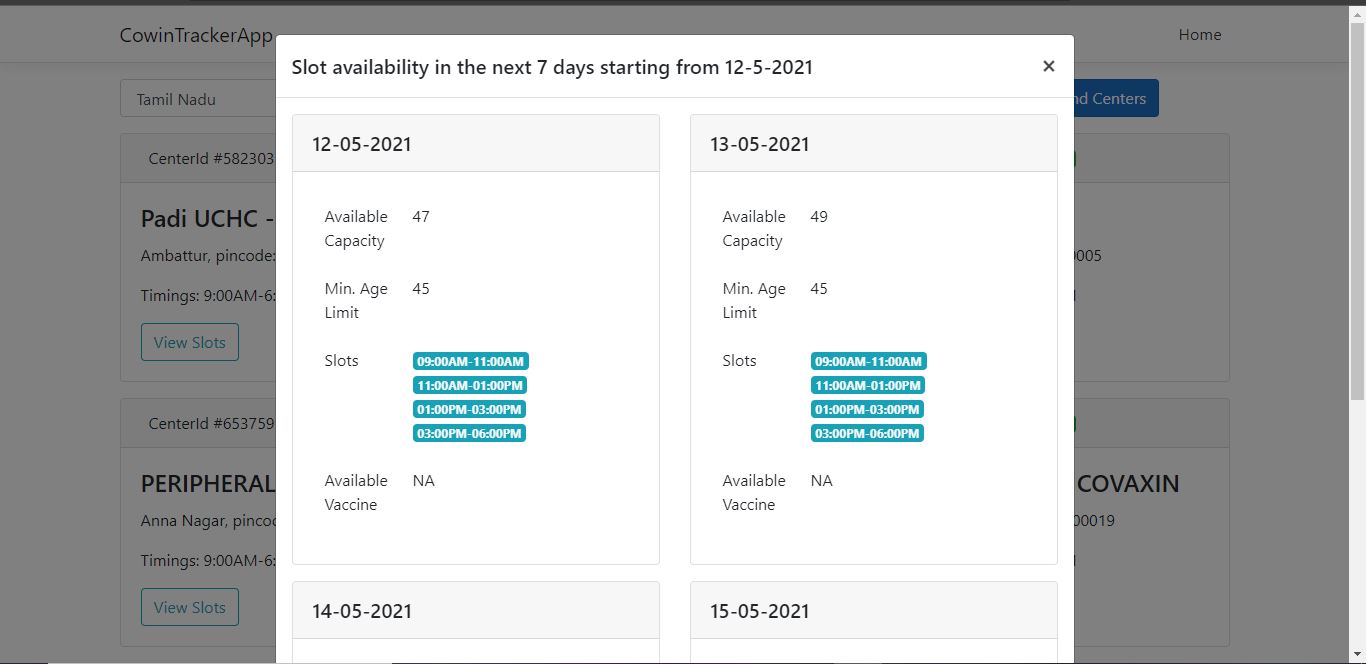 CowinTrackerApp
Home
Tamil Nadu
nd Centers
Slot availability in the next 7 days starting from 12-5-2021
×
CenterId #582303
Padi UCHC -
Ambattur, pincode:
Timings: 9:00AM-6:
View Slots
0005
CenterId #653759
PERIPHERAL
Anna Nagar, pincod
Timings: 9:00AM-6:
View Slots
COVAXIN
00019
12-05-2021
Available
Capacity
47
Min. Age
Limit
45
Slots
09:00AM-11:00AM
11:00AM-01:00PM
01:00PM-03:00PM
03:00PM-06:00PM
Available
Vaccine
NA
13-05-2021
Available
Capacity
49
Min. Age
Limit
45
Slots
09:00AM-11:00AM
11:00AM-01:00PM
01:00PM-03:00PM
03:00PM-06:00PM
Available
Vaccine
NA
14-05-2021
15-05-2021